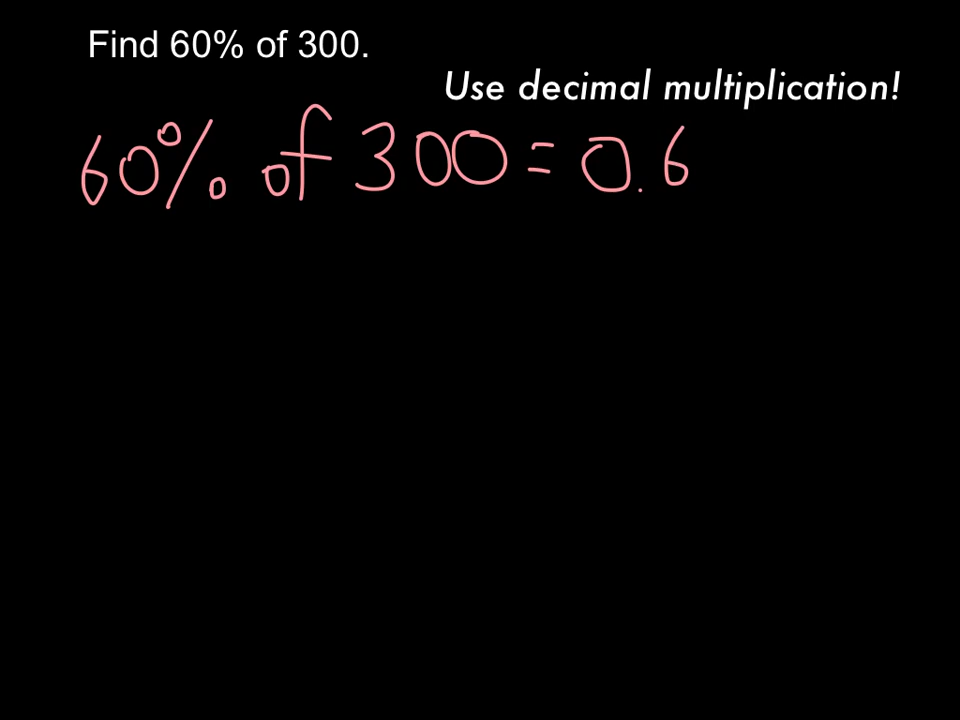 Find 60% of 300.
Use decimal multiplication!
60% of 300 = 0.6